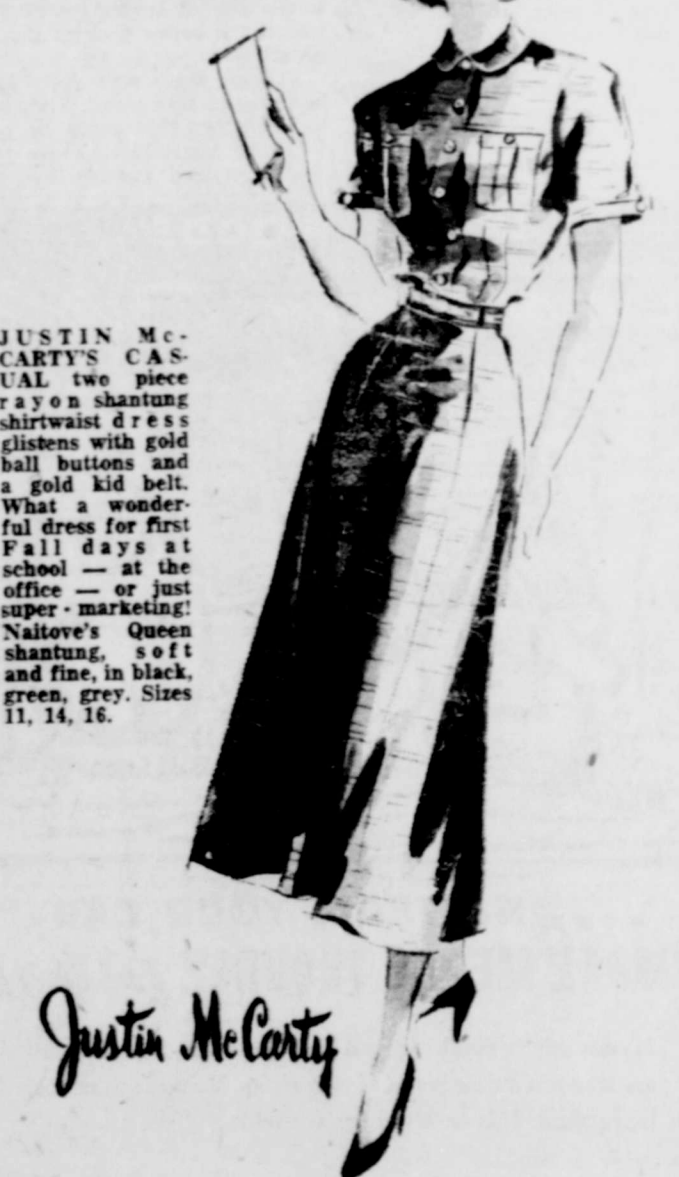 JUSTIN Mc-
CARTY'S CAS-
UAL two piece
rayon shantung
shirtwaist dress
glistens with gold
ball buttons and
a gold kid belt.
What a wonder-
ful dress for first
Fall days at
school — at the
office — or just
super-marketing!
Naitove's Queen
shantung, soft
and fine, in black,
green, grey. Sizes
11, 14, 16.
Justin McCarty